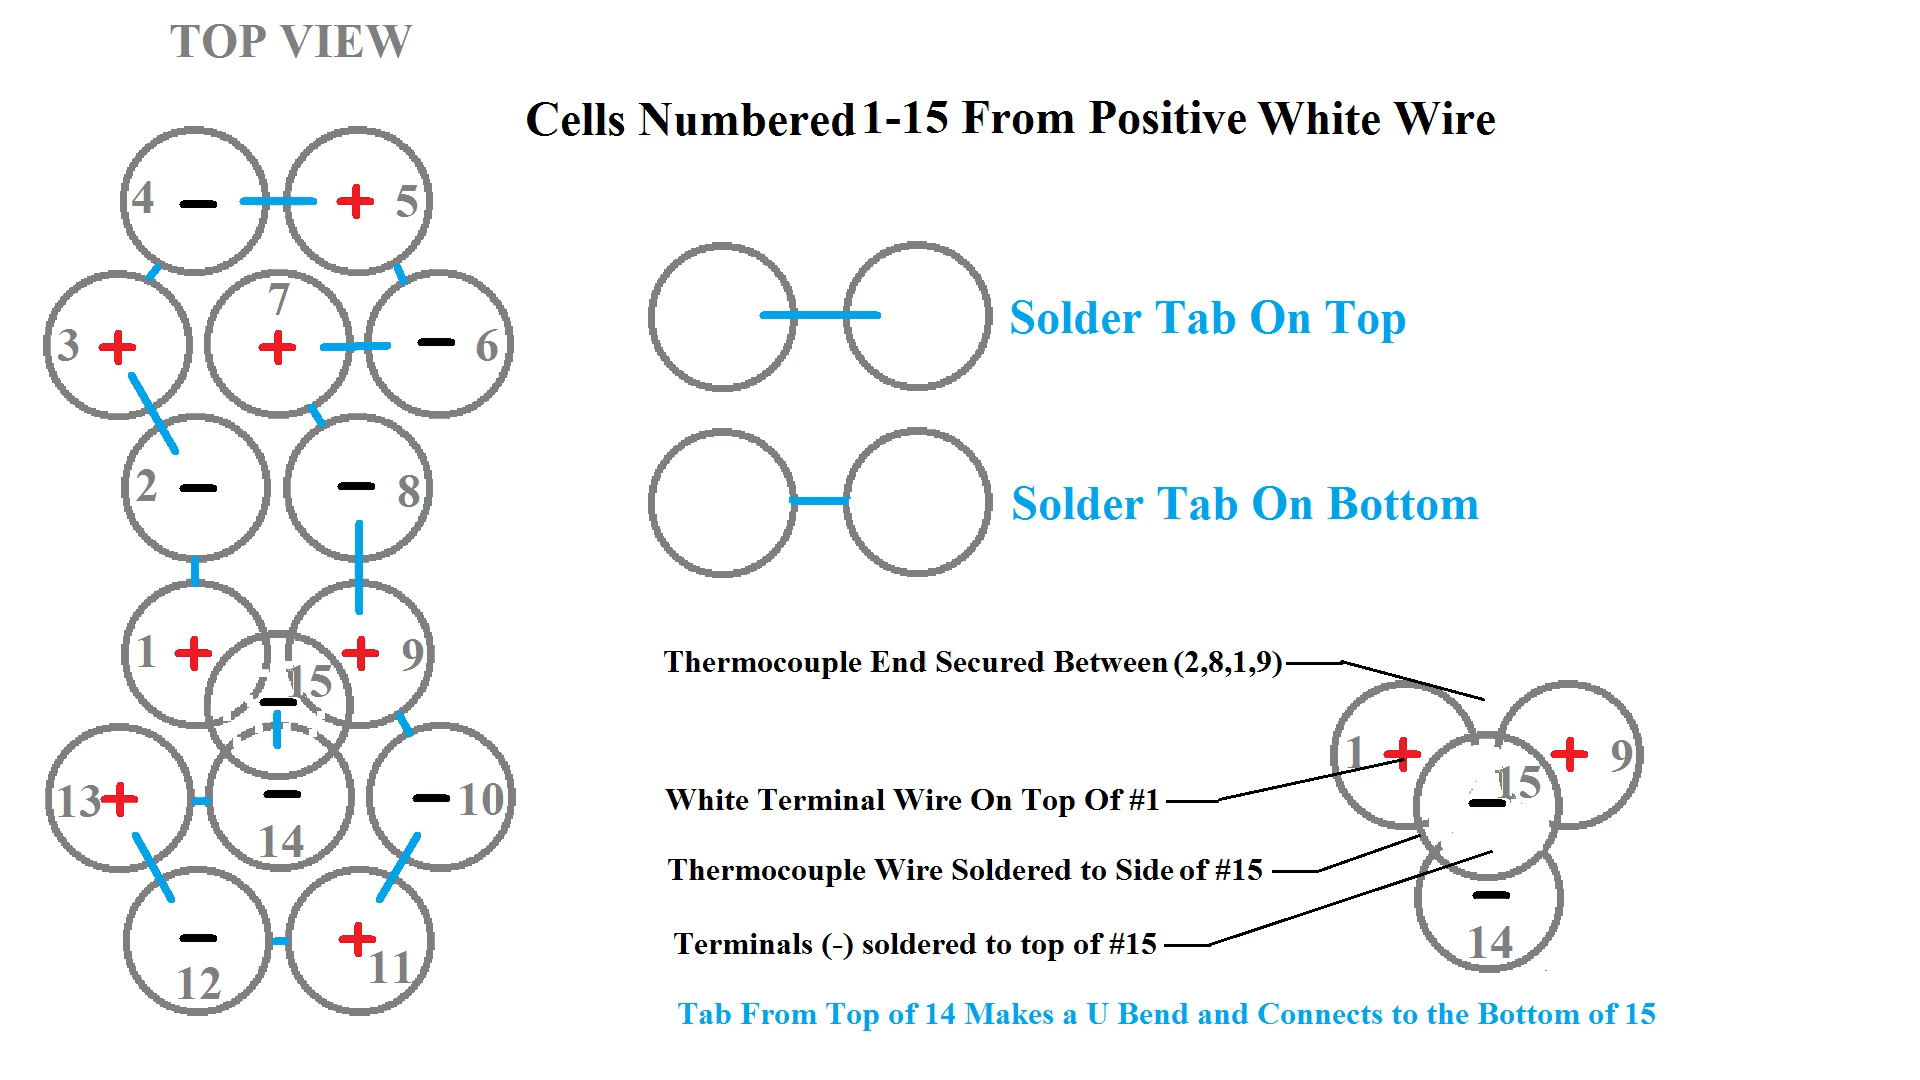 TOP VIEW
Cells Numbered 1-15 From Positive White Wire
4 − + 5
7
3 + + − 6
Solder Tab On Top
2 − − 8
Solder Tab On Bottom
1 + + 9
15
−
Thermocouple End Secured Between (2,8,1,9)
1 + + 9
15
−
13 + − − 10
14
White Terminal Wire On Top Of #1
Thermocouple Wire Soldered to Side of #15
−
14
Terminals (-) soldered to top of #15
− +
12 11
Tab From Top of 14 Makes a U Bend and Connects to the Bottom of 15